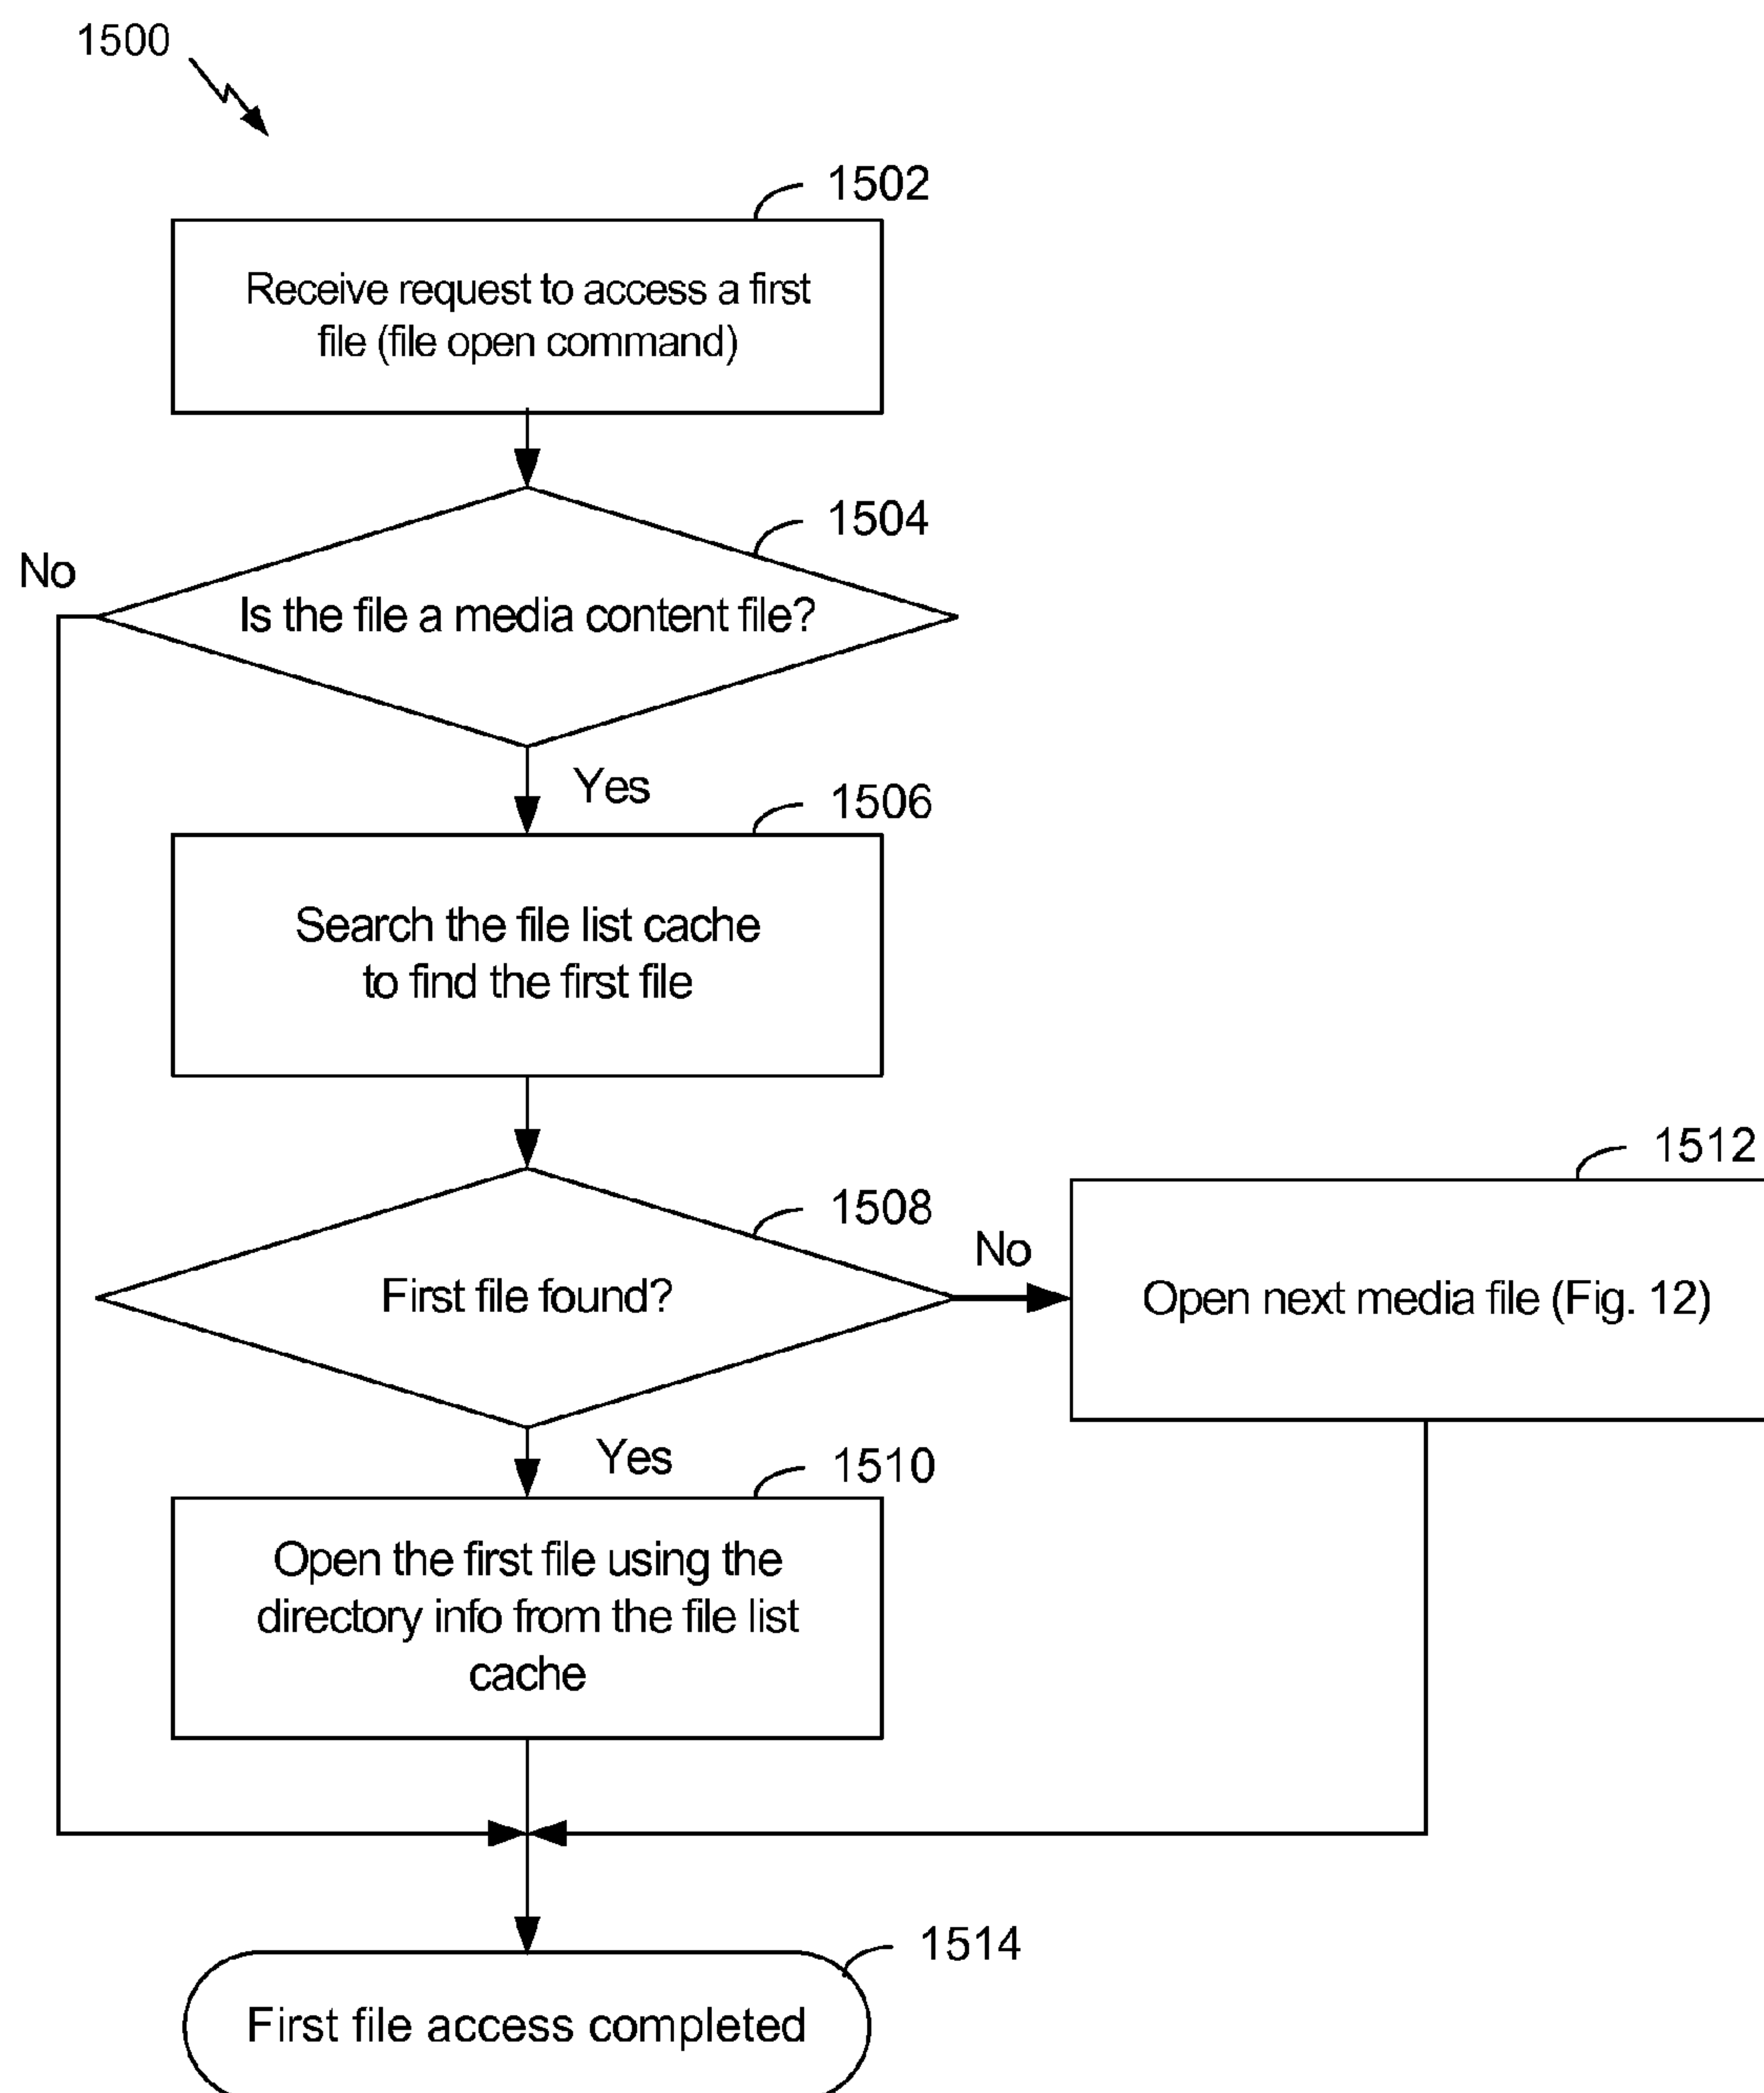 1500
1502
Receive request to access a first
file (file open command)
1504
No
Is the file a media content file?
Yes
1506
Search the file list cache
to find the first file
1512
1508
No
First file found?
Open next media file (Fig. 12)
Yes
1510
Open the first file using the
directory info from the file list
cache
1514
First file access completed